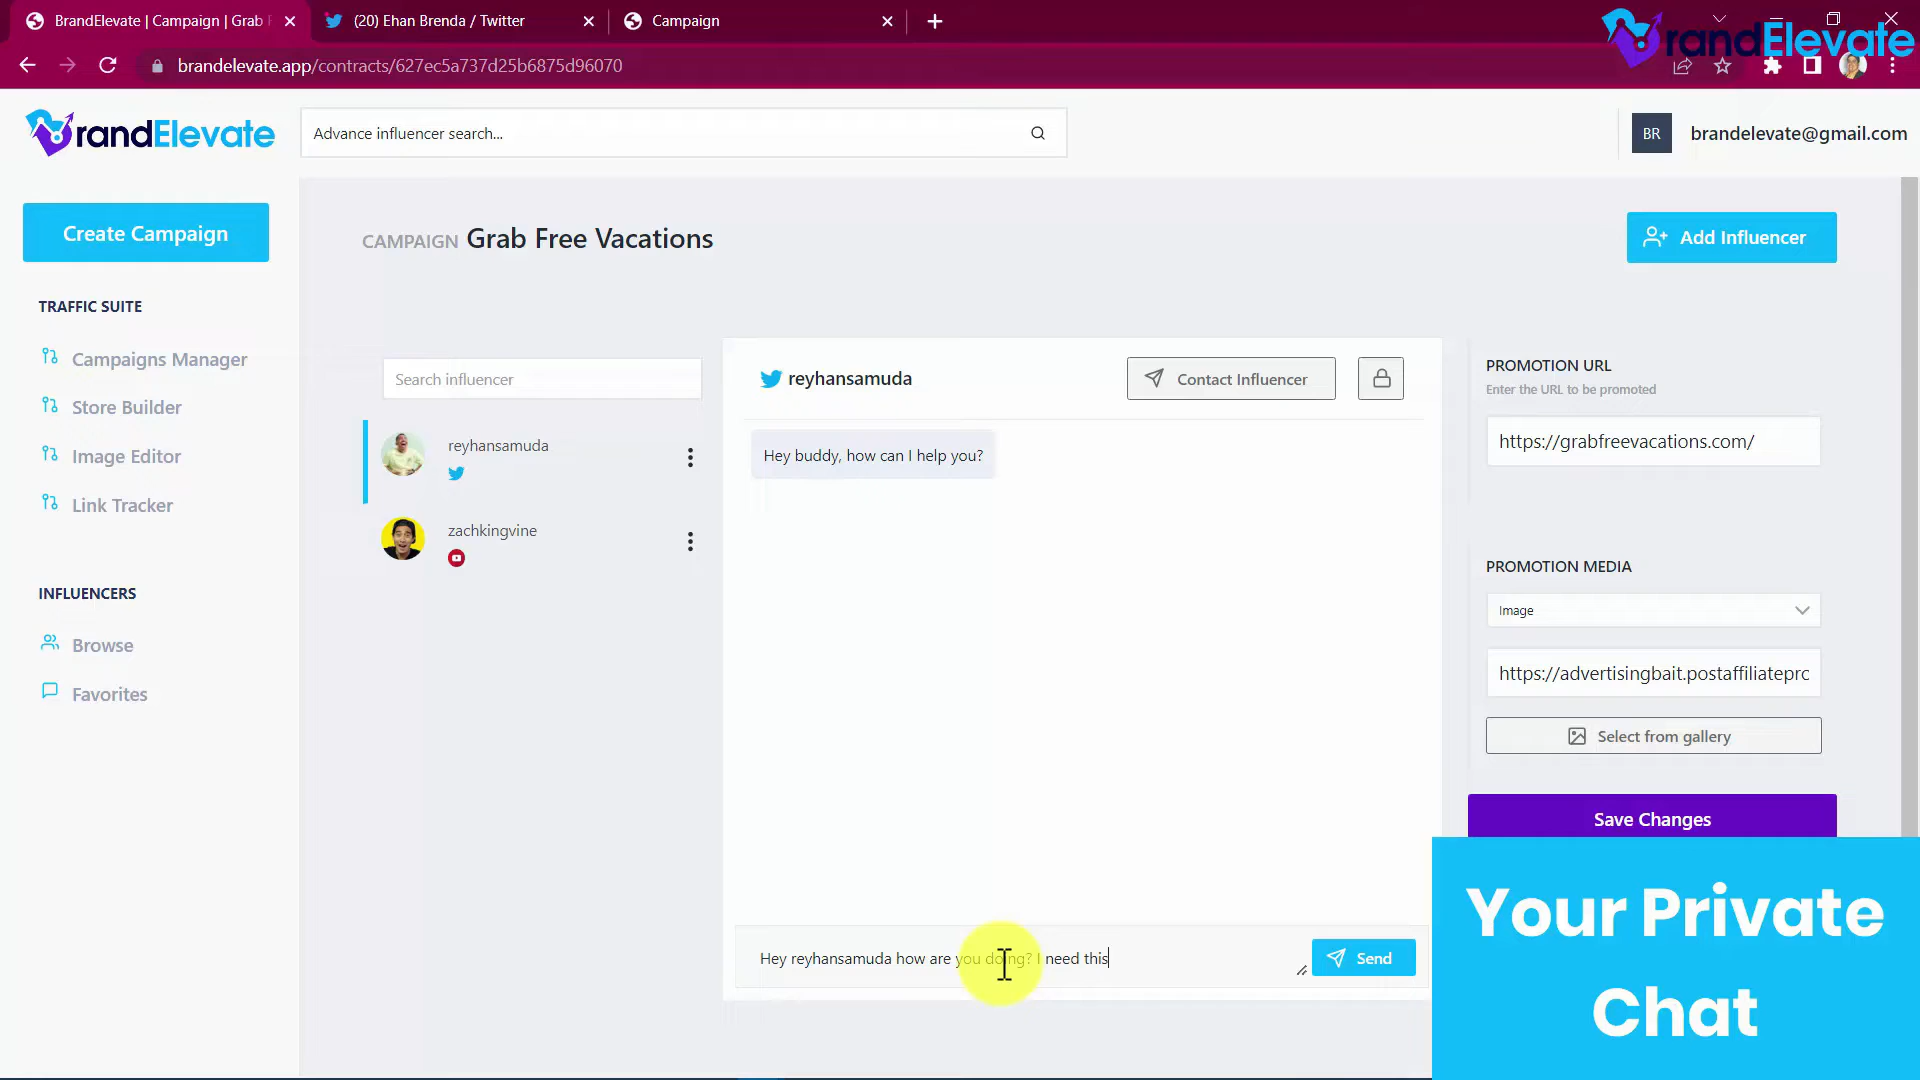 BrandElevate | Campaign | Grab F
(20) Ehan Brenda / Twitter
Campaign
randElevate
brandelevate.app/contracts/627ec5a737d25b6875d96070
randElevate
Advance influencer search...
BR
brandelevate@gmail.com
Create Campaign
CAMPAIGN Grab Free Vacations
Add Influencer
TRAFFIC SUITE
Campaigns Manager
Store Builder
Image Editor
Link Tracker
INFLUENCERS
Browse
Favorites
Search influencer
reyhansamuda
zachkingvine
reyhansamuda
Contact Influencer
Hey buddy, how can I help you?
Hey reyhansamuda how are you doing? I need this
Send
PROMOTION URL
Enter the URL to be promoted
https://grabfreevacations.com/
PROMOTION MEDIA
Image
https://advertisingbait.postaffiliatepro
Select from gallery
Save Changes
Your Private
Chat